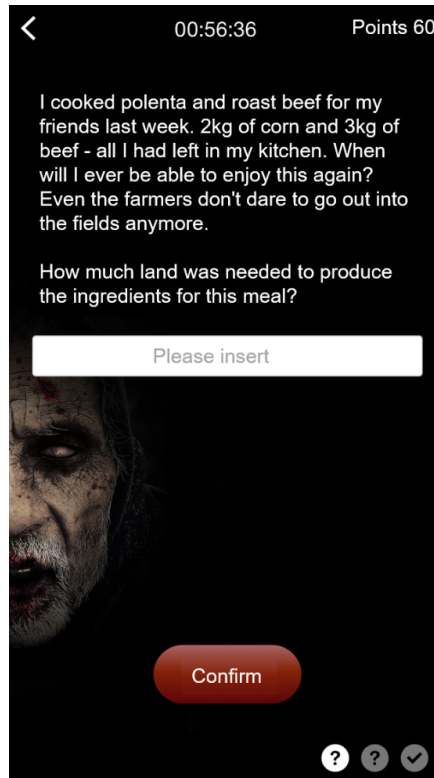 00:56:36
Points 60
I cooked polenta and roast beef for my
friends last week. 2kg of corn and 3kg of
beef - all I had left in my kitchen. When
will I ever be able to enjoy this again?
Even the farmers don't dare to go out into
the fields anymore.
How much land was needed to produce
the ingredients for this meal?
Please insert
Confirm
? ?